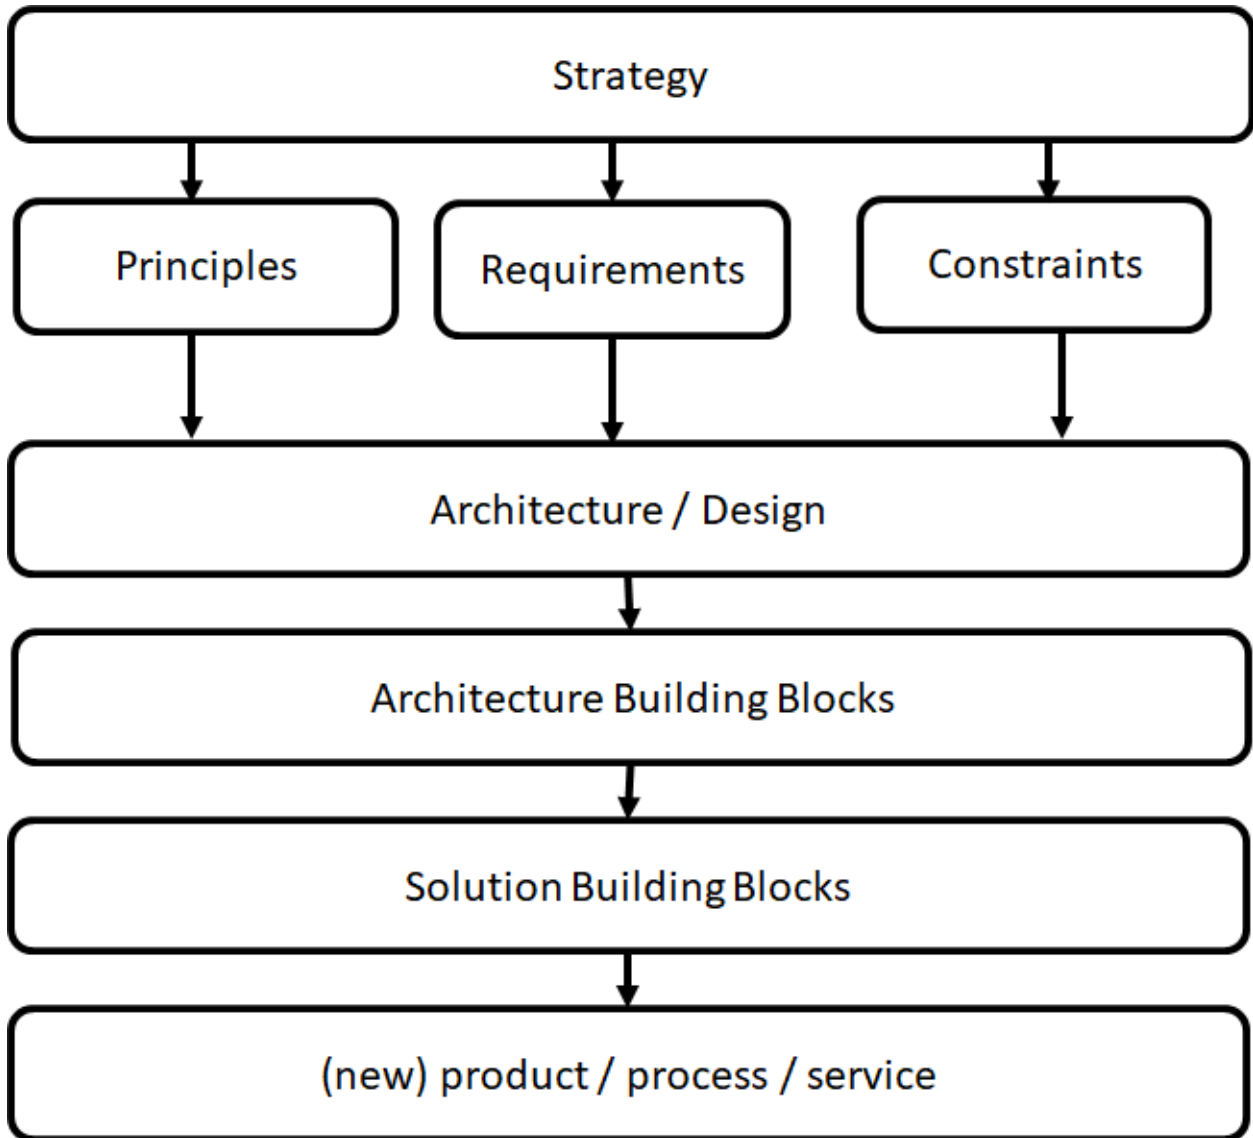 Strategy
Principles
Requirements
Constraints
Architecture / Design
Architecture Building Blocks
Solution Building Blocks
(new) product / process / service